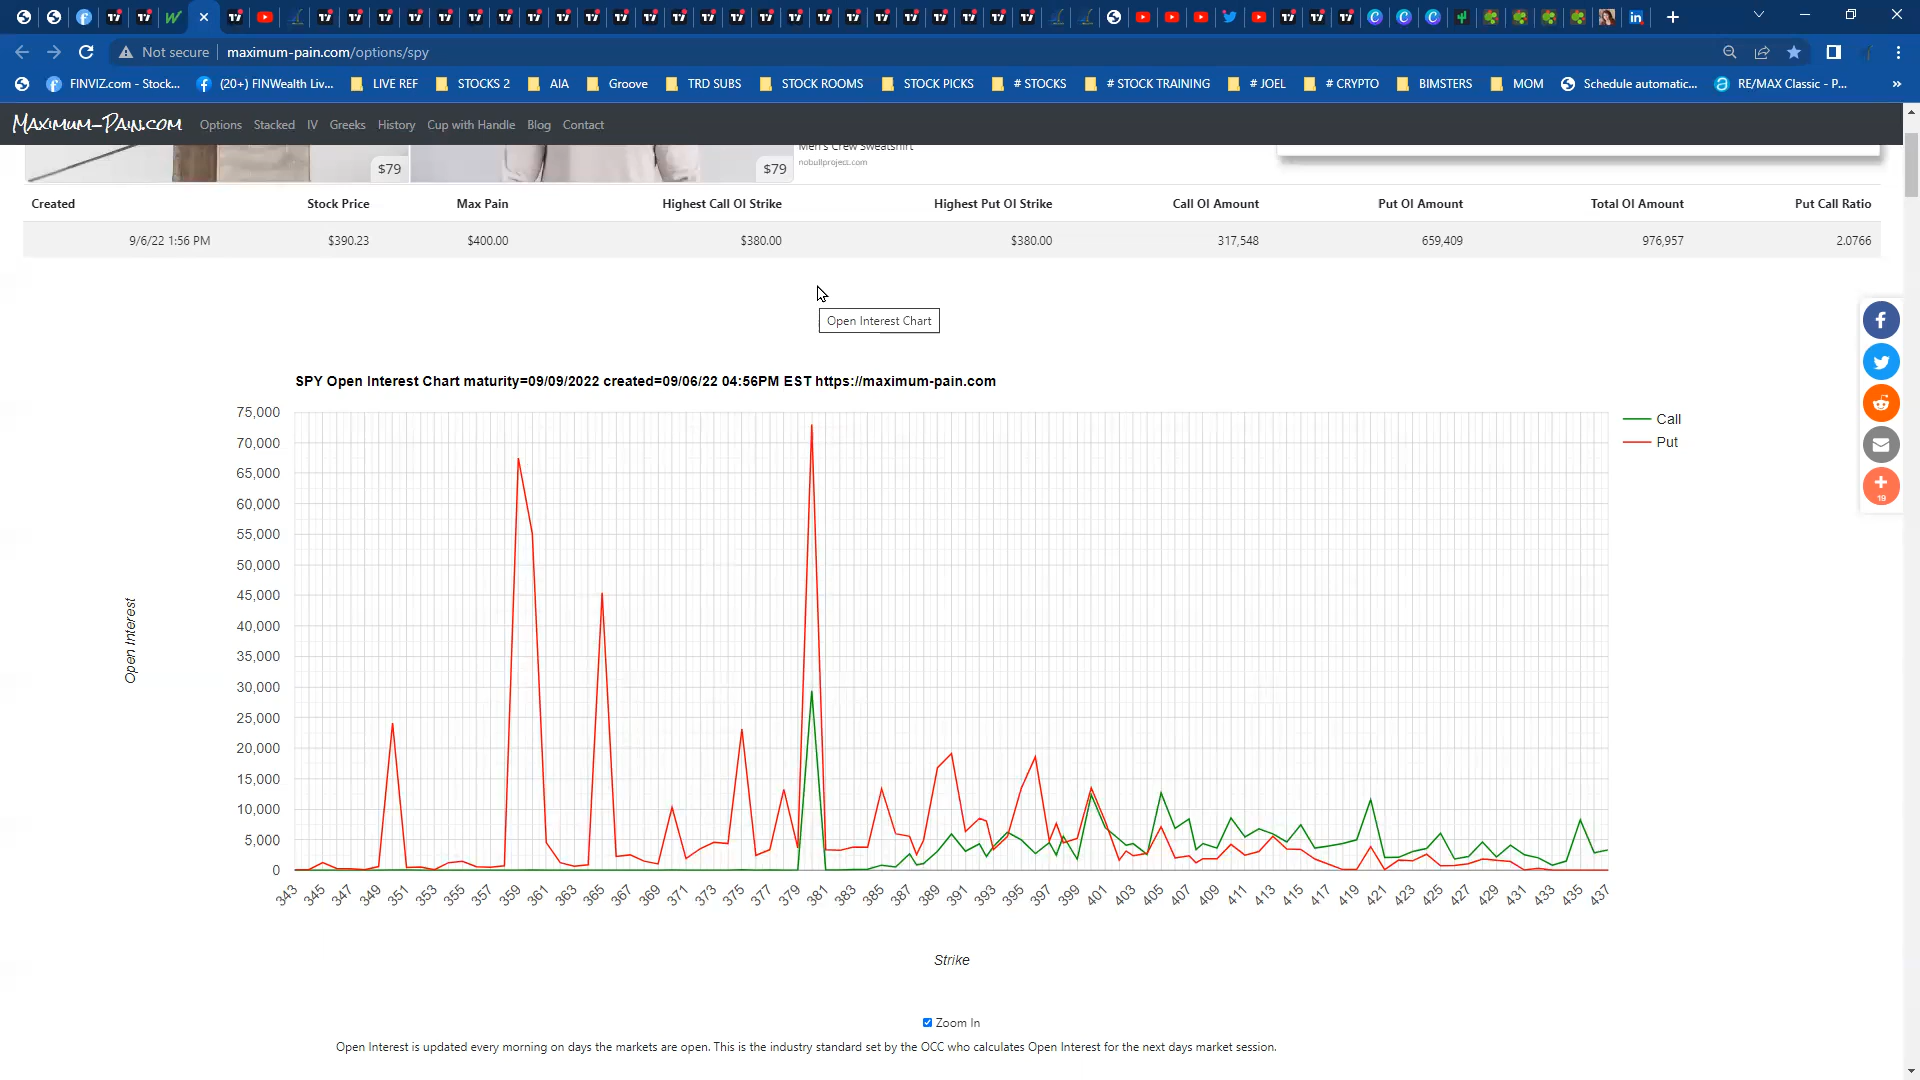 Not secure maximum-pain.com/options/spy
FINVIZ.com - Stock... (20+) FINWealth Liv... LIVE REF STOCKS 2 AIA Groove TRD SUBS STOCK ROOMS STOCK PICKS # STOCKS # STOCK TRAINING # JOEL # CRYPTO BIMSTERS MOM Schedule automatic... RE/MAX Classic - P... »
Maximum-Pain.com Options Stacked IV Greeks History Cup with Handle Blog Contact
Men's Crew Sweatshirt
nobullproject.com
$79 $79
Created Stock Price Max Pain Highest Call OI Strike Highest Put OI Strike Call OI Amount Put OI Amount Total OI Amount Put Call Ratio
9/6/22 1:56 PM $390.23 $400.00 $380.00 $380.00 317,548 659,409 976,957 2.0766
Open Interest Chart
SPY Open Interest Chart maturity=09/09/2022 created=09/06/22 04:56PM EST https://maximum-pain.com
Call
Put
75,000
70,000
65,000
60,000
55,000
50,000
45,000
40,000
35,000
30,000
25,000
20,000
15,000
10,000
5,000
0
Open Interest
343 345 347 349 351 353 355 357 359 361 363 365 367 369 371 373 375 377 379 381 383 385 387 389 391 393 395 397 399 401 403 405 407 409 411 413 415 417 419 421 423 425 427 429 431 433 435 437
Strike
19
Zoom In
Open Interest is updated every morning on days the markets are open. This is the industry standard set by the OCC who calculates Open Interest for the next days market session.